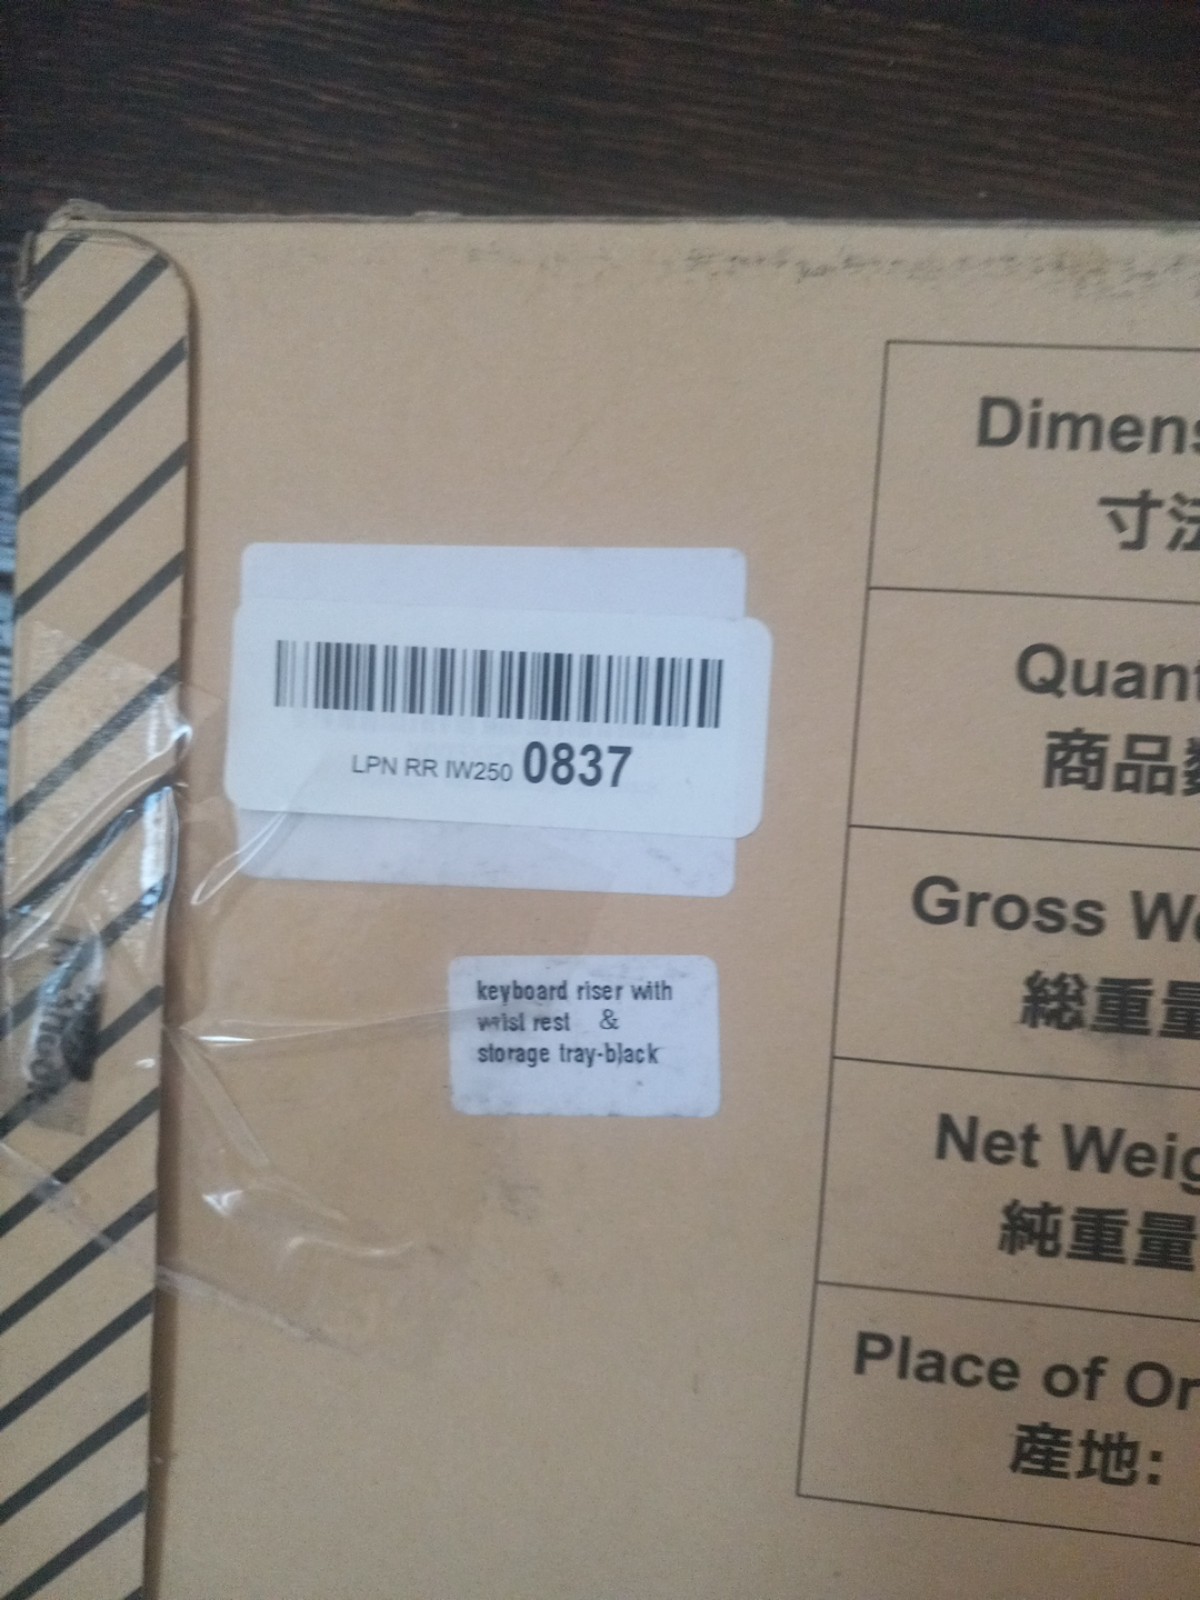 LPN RR IW250 0837
keyboard riser with
wrist rest &
storage tray-black
Dimens
寸法
Quant
商品数
Gross We
総重量
Net Weig
純重量
Place of Or
産地: